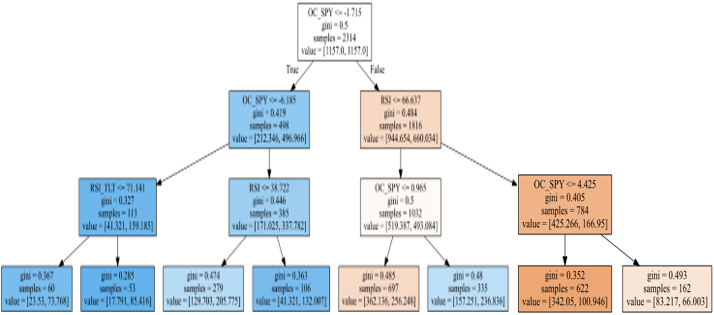 OC_SPY <= -1.715
gini = 0.5
samples = 2314
value = [1157.0, 1157.0]
True
False
OC_SPY <= -6.185
gini = 0.419
samples = 498
value = [212.346, 496.966]
RSI <= 66.637
gini = 0.484
samples = 1816
value = [944.654, 660.034]
RSI_TLT <= 71.141
gini = 0.327
samples = 113
value = [41.321, 159.185]
RSI <= 38.722
gini = 0.446
samples = 385
value = [171.025, 337.782]
OC_SPY <= 0.965
gini = 0.5
samples = 1032
value = [519.387, 493.084]
OC_SPY <= 4.425
gini = 0.405
samples = 784
value = [425.266, 166.95]
gini = 0.367
samples = 60
value = [23.53, 73.768]
gini = 0.285
samples = 53
value = [17.791, 85.416]
gini = 0.474
samples = 279
value = [129.703, 205.775]
gini = 0.363
samples = 106
value = [41.321, 132.007]
gini = 0.485
samples = 697
value = [362.136, 256.248]
gini = 0.48
samples = 335
value = [157.251, 236.836]
gini = 0.352
samples = 622
value = [342.05, 100.946]
gini = 0.493
samples = 162
value = [83.217, 66.003]